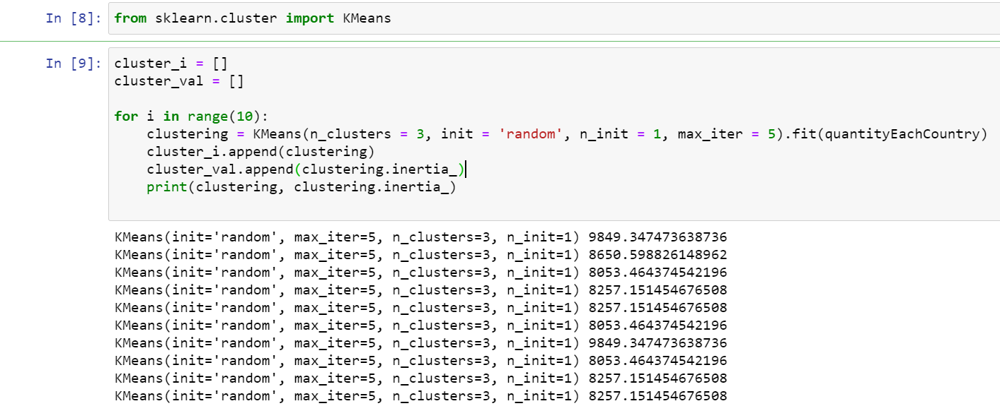 In [8]: from sklearn.cluster import KMeans
In [9]: cluster_i = []
cluster_val = []
for i in range(10):
    clustering = KMeans(n_clusters = 3, init = 'random', n_init = 1, max_iter = 5).fit(quantityEachCountry)
    cluster_i.append(clustering)
    cluster_val.append(clustering.inertia_)
    print(clustering, clustering.inertia_)
KMeans(init='random', max_iter=5, n_clusters=3, n_init=1) 9849.347473638736
KMeans(init='random', max_iter=5, n_clusters=3, n_init=1) 8650.598826148962
KMeans(init='random', max_iter=5, n_clusters=3, n_init=1) 8053.464374542196
KMeans(init='random', max_iter=5, n_clusters=3, n_init=1) 8257.151454676508
KMeans(init='random', max_iter=5, n_clusters=3, n_init=1) 8257.151454676508
KMeans(init='random', max_iter=5, n_clusters=3, n_init=1) 8053.464374542196
KMeans(init='random', max_iter=5, n_clusters=3, n_init=1) 9849.347473638736
KMeans(init='random', max_iter=5, n_clusters=3, n_init=1) 8053.464374542196
KMeans(init='random', max_iter=5, n_clusters=3, n_init=1) 8257.151454676508
KMeans(init='random', max_iter=5, n_clusters=3, n_init=1) 8257.151454676508